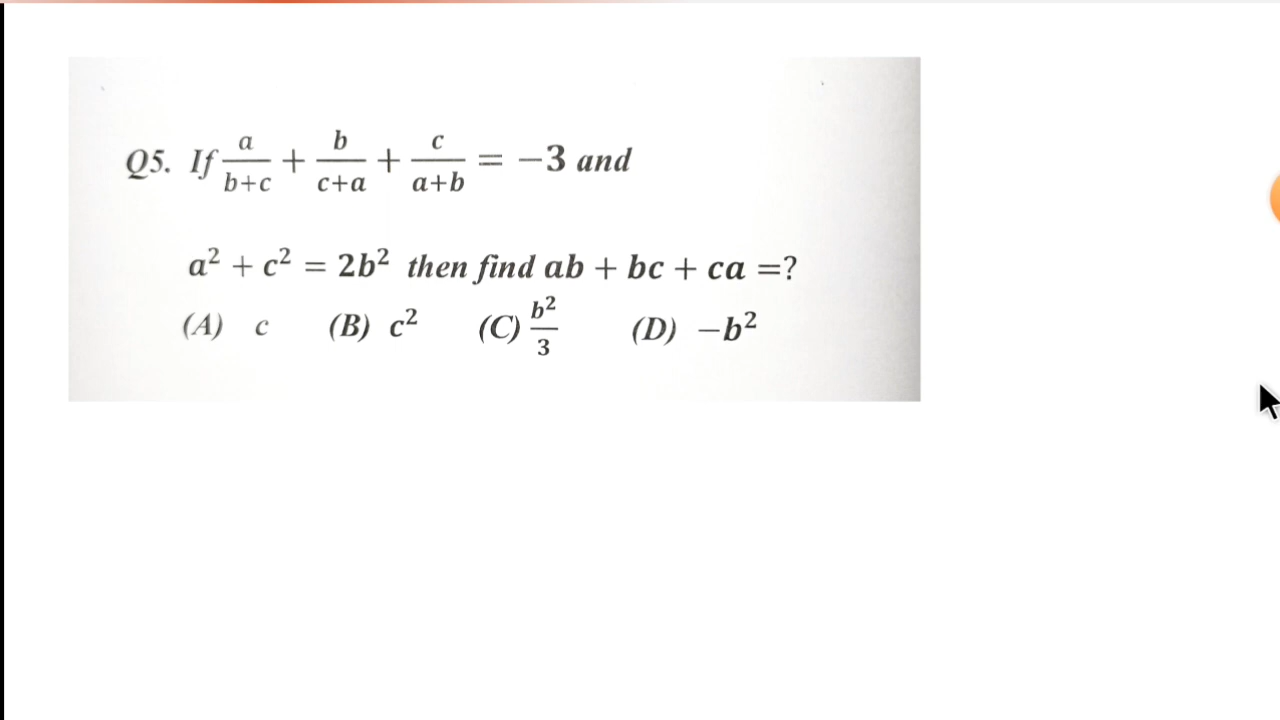 Q5. If a/(b+c) + b/(c+a) + c/(a+b) = −3 and
a² + c² = 2b² then find ab + bc + ca =?
(A) c (B) c² (C) b²/3 (D) −b²